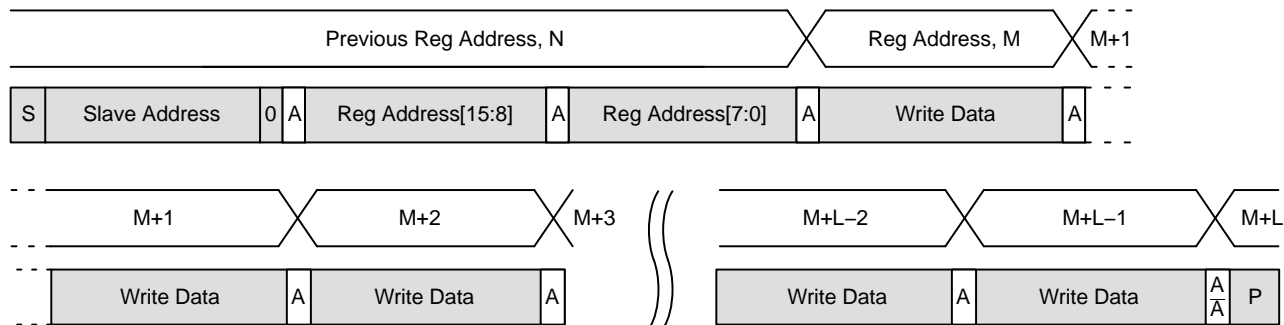 Previous Reg Address, N Reg Address, M M+1
S Slave Address 0 A Reg Address[15:8] A Reg Address[7:0] A Write Data A
M+1 M+2 M+3 M+L−2 M+L−1 M+L
Write Data A Write Data A Write Data A Write Data A/A̅ P